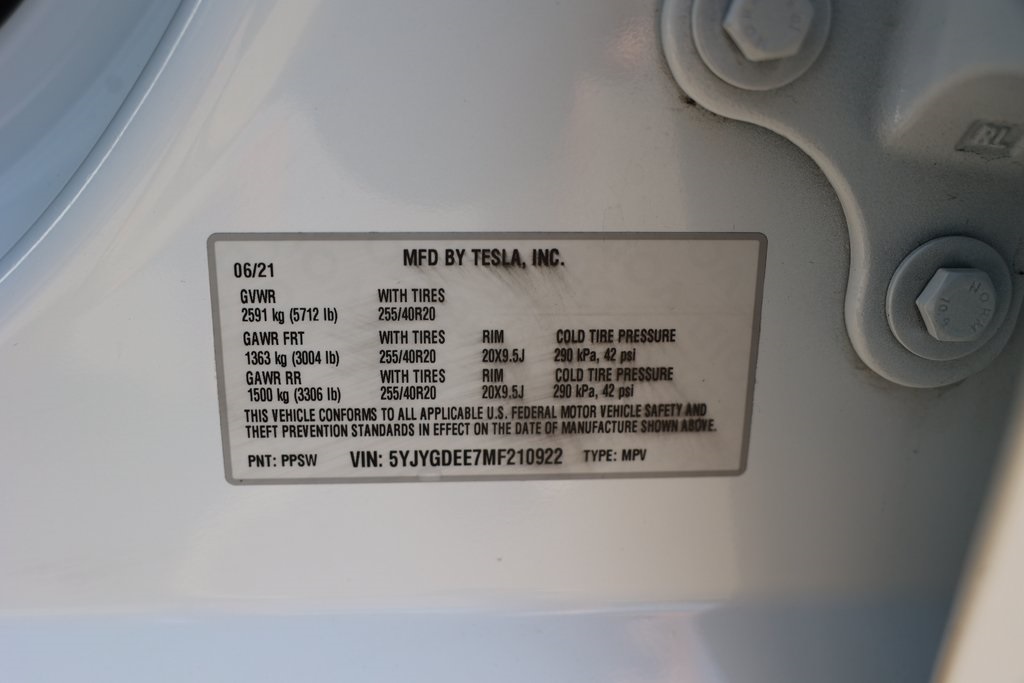 06/21 MFD BY TESLA, INC.
GVWR WITH TIRES
2591 kg (5712 lb) 255/40R20
GAWR FRT WITH TIRES RIM COLD TIRE PRESSURE
1363 kg (3004 lb) 255/40R20 20X9.5J 290 kPa, 42 psi
GAWR RR WITH TIRES RIM COLD TIRE PRESSURE
1500 kg (3306 lb) 255/40R20 20X9.5J 290 kPa, 42 psi
THIS VEHICLE CONFORMS TO ALL APPLICABLE U.S. FEDERAL MOTOR VEHICLE SAFETY AND
THEFT PREVENTION STANDARDS IN EFFECT ON THE DATE OF MANUFACTURE SHOWN ABOVE.
PNT: PPSW VIN: 5YJYGDEE7MF210922 TYPE: MPV
RL